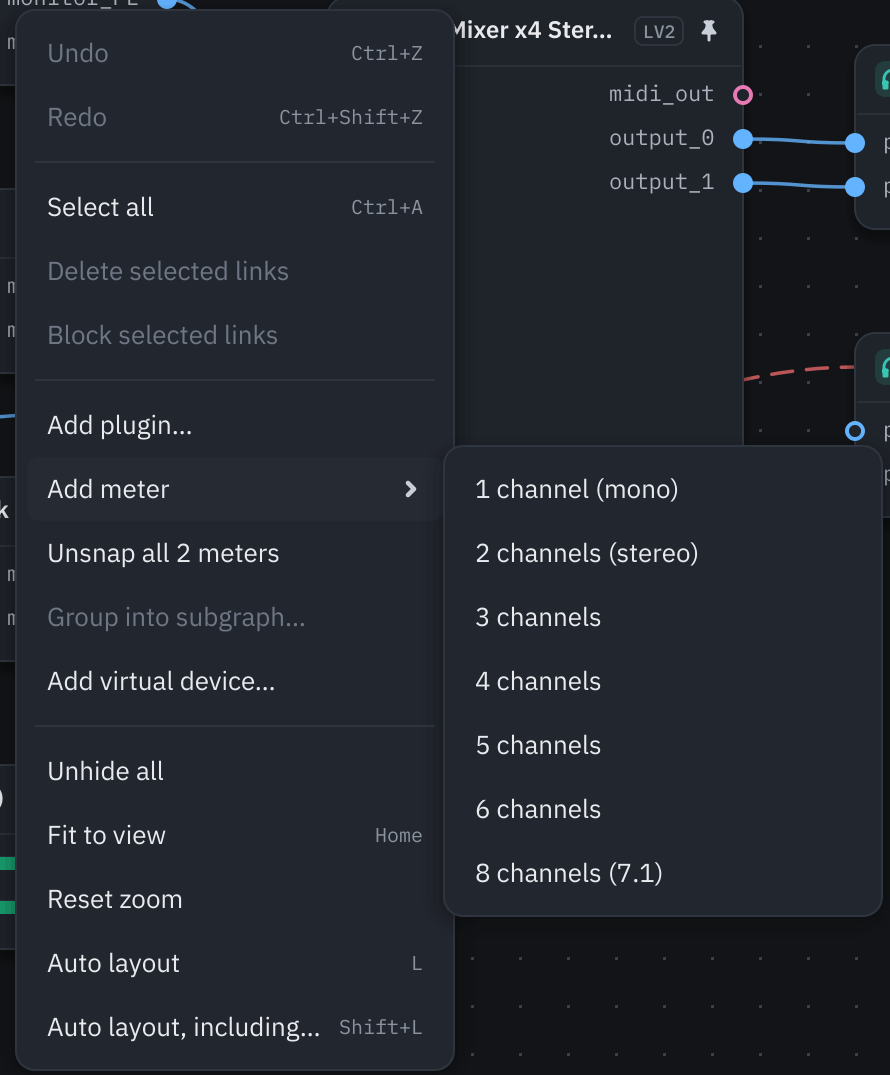 Mixer x4 Ster... LV2
midi_out
output_0
output_1
Undo Ctrl+Z
Redo Ctrl+Shift+Z
Select all Ctrl+A
Delete selected links
Block selected links
Add plugin...
Add meter
Unsnap all 2 meters
Group into subgraph...
Add virtual device...
Unhide all
Fit to view Home
Reset zoom
Auto layout L
Auto layout, including... Shift+L
1 channel (mono)
2 channels (stereo)
3 channels
4 channels
5 channels
6 channels
8 channels (7.1)